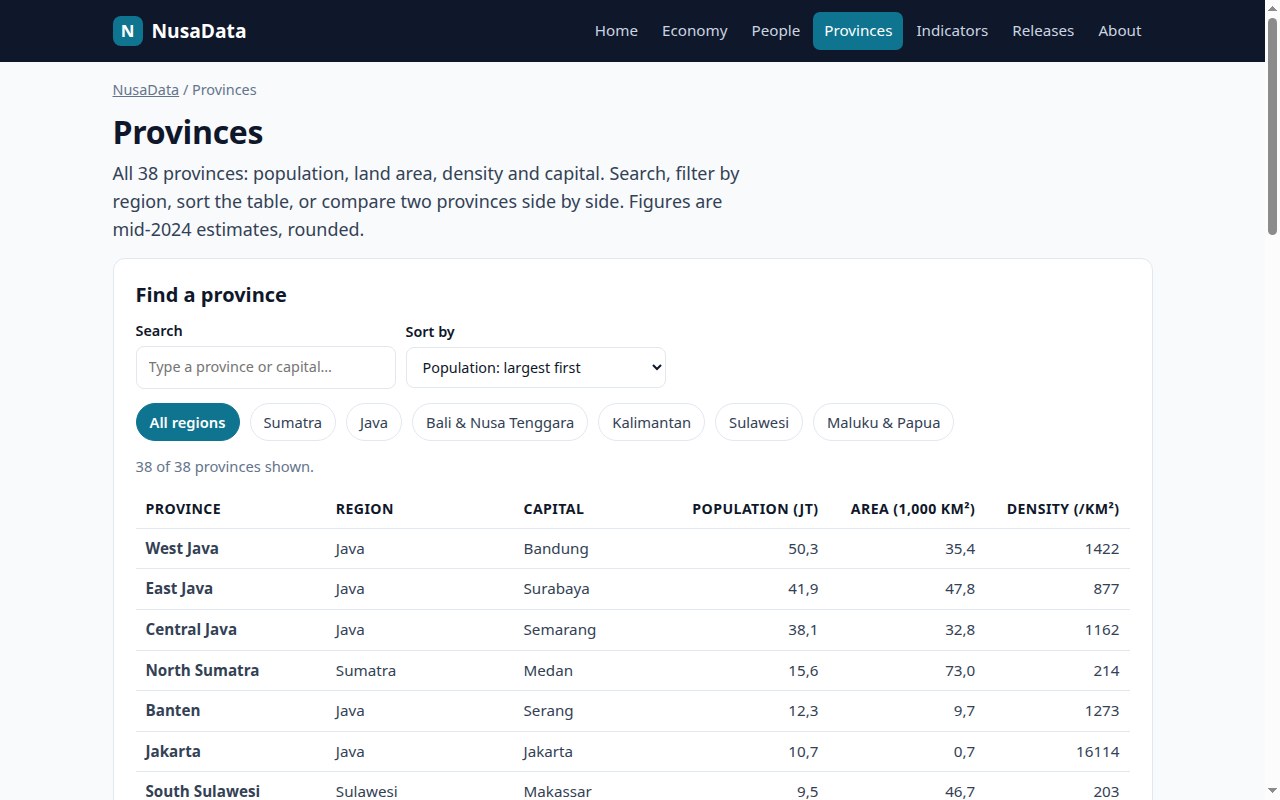 N NusaData Home Economy People Provinces Indicators Releases About
NusaData / Provinces
Provinces
All 38 provinces: population, land area, density and capital. Search, filter by
region, sort the table, or compare two provinces side by side. Figures are
mid-2024 estimates, rounded.
Find a province
Search Sort by
Type a province or capital... Population: largest first
All regions Sumatra Java Bali & Nusa Tenggara Kalimantan Sulawesi Maluku & Papua
38 of 38 provinces shown.
PROVINCE REGION CAPITAL POPULATION (JT) AREA (1,000 KM²) DENSITY (/KM²)
West Java Java Bandung 50,3 35,4 1422
East Java Java Surabaya 41,9 47,8 877
Central Java Java Semarang 38,1 32,8 1162
North Sumatra Sumatra Medan 15,6 73,0 214
Banten Java Serang 12,3 9,7 1273
Jakarta Java Jakarta 10,7 0,7 16114
South Sulawesi Sulawesi Makassar 9,5 46,7 203